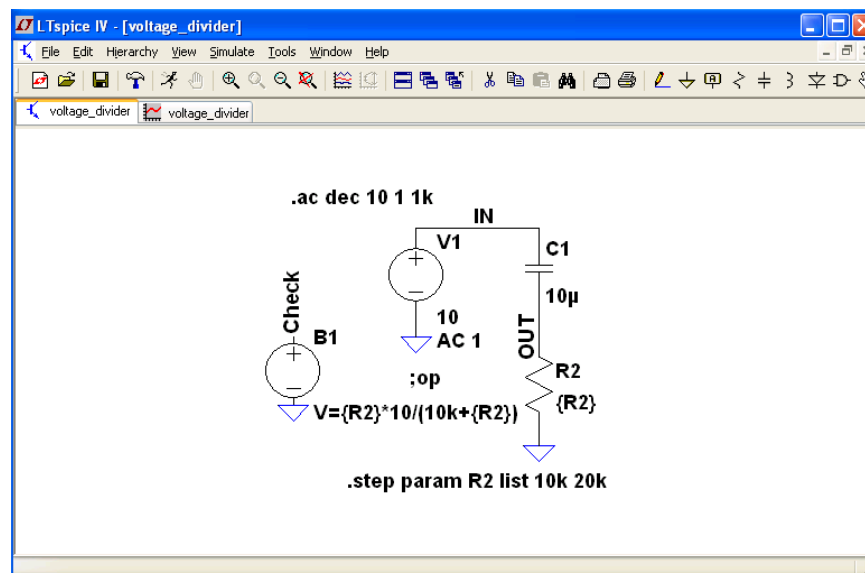 LTspice IV - [voltage_divider]
File Edit Hierarchy View Simulate Tools Window Help
voltage_divider voltage_divider
.ac dec 10 1 1k
IN
V1
C1
10µ
Check
OUT
10
AC 1
B1
R2
{R2}
;op
V={R2}*10/(10k+{R2})
.step param R2 list 10k 20k